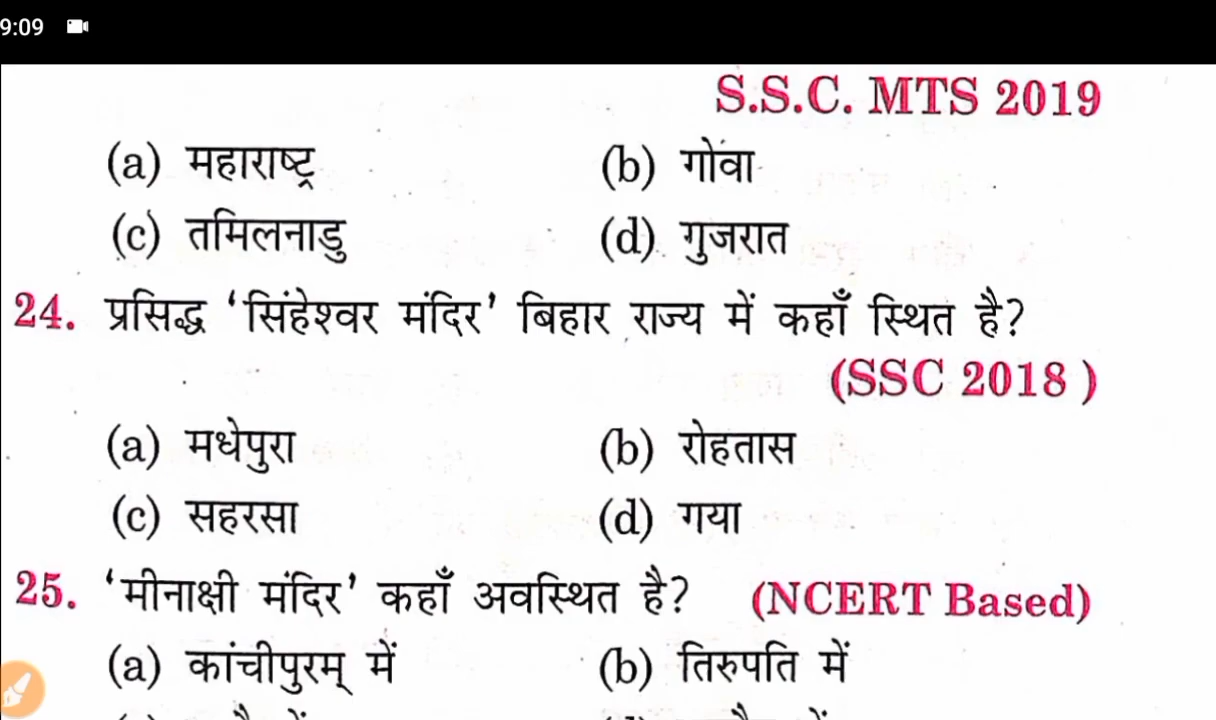 9:09
S.S.C. MTS 2019
(a) महाराष्ट्र (b) गोवा
(c) तमिलनाडु (d) गुजरात
24. प्रसिद्ध ‘सिंहेश्वर मंदिर’ बिहार राज्य में कहाँ स्थित है?
(SSC 2018 )
(a) मधेपुरा (b) रोहतास
(c) सहरसा (d) गया
25. ‘मीनाक्षी मंदिर’ कहाँ अवस्थित है? (NCERT Based)
(a) कांचीपुरम् में (b) तिरुपति में